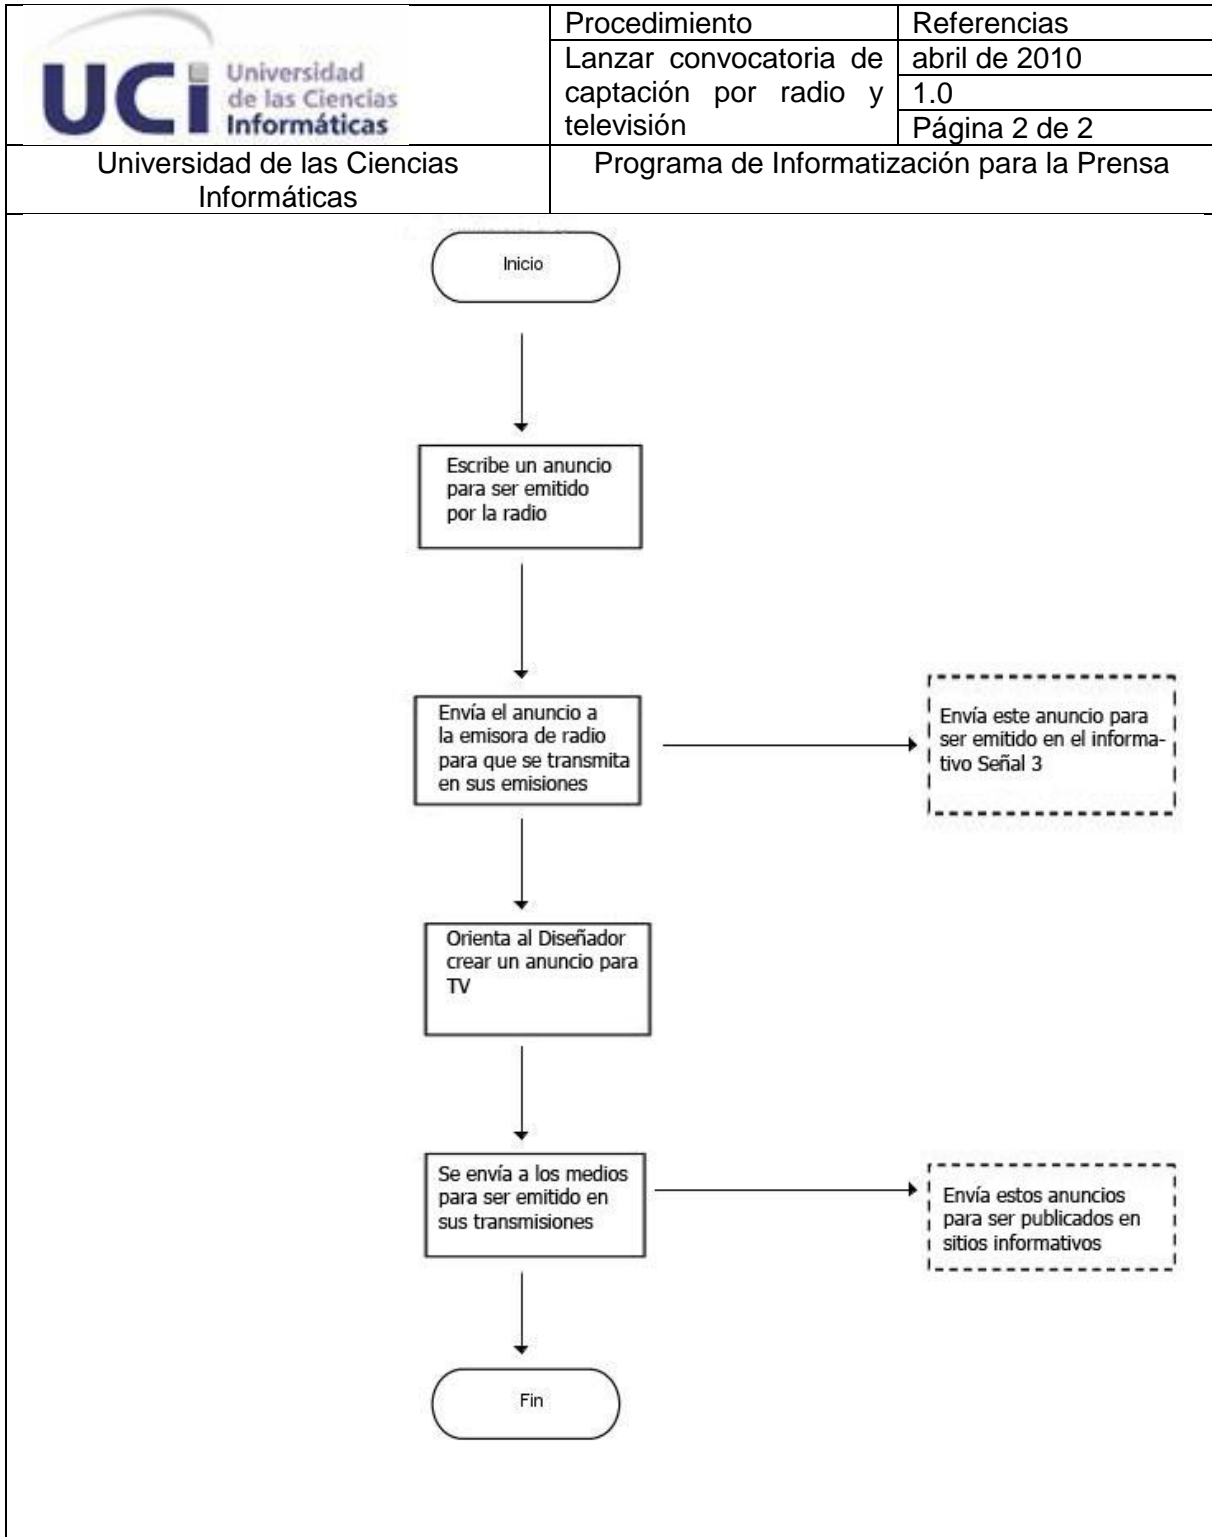 UCi Universidad
de las Ciencias
Informáticas
Procedimiento
Referencias
Lanzar convocatoria de
captación por radio y
televisión
abril de 2010
1.0
Página 2 de 2
Universidad de las Ciencias
Informáticas
Programa de Informatización para la Prensa
Inicio
Escribe un anuncio
para ser emitido
por la radio
Envía el anuncio a
la emisora de radio
para que se transmita
en sus emisiones
Envía este anuncio para
ser emitido en el informa-
tivo Señal 3
Orienta al Diseñador
crear un anuncio para
TV
Se envía a los medios
para ser emitido en
sus transmisiones
Envía estos anuncios
para ser publicados en
sitios informativos
Fin